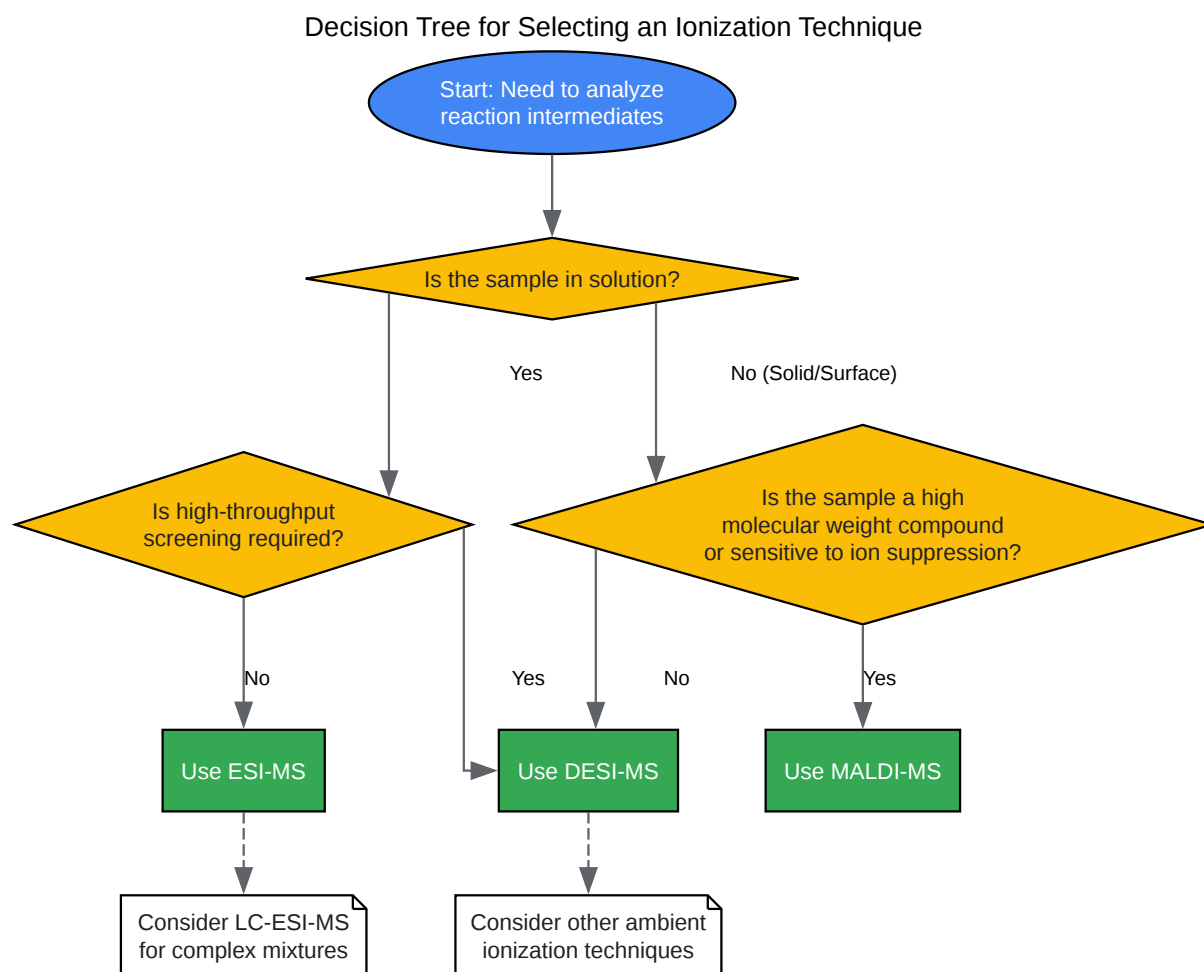 Decision Tree for Selecting an Ionization Technique
Start: Need to analyze
reaction intermediates
Is the sample in solution?
Yes
No (Solid/Surface)
Is high-throughput
screening required?
Is the sample a high
molecular weight compound
or sensitive to ion suppression?
No
Yes
No
Yes
Use ESI-MS
Use DESI-MS
Use MALDI-MS
Consider LC-ESI-MS
for complex mixtures
Consider other ambient
ionization techniques